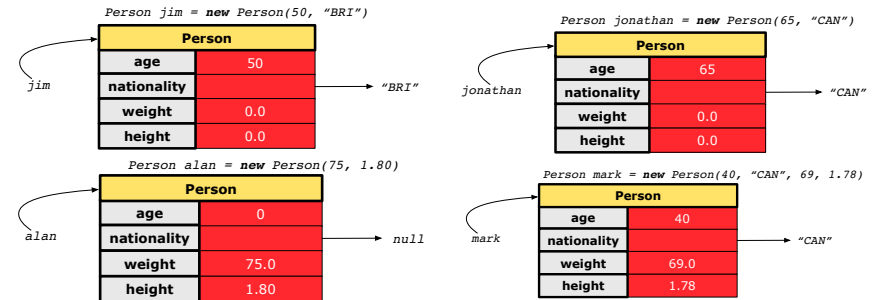 Person jim = new Person(50, “BRI”)
Person
age 50
nationality
jim
“BRI”
weight 0.0
height 0.0
Person jonathan = new Person(65, “CAN”)
Person
age 65
nationality
jonathan
“CAN”
weight 0.0
height 0.0
Person alan = new Person(75, 1.80)
Person
age 0
nationality
alan
null
weight 75.0
height 1.80
Person mark = new Person(40, “CAN”, 69, 1.78)
Person
age 40
nationality
mark
“CAN”
weight 69.0
height 1.78